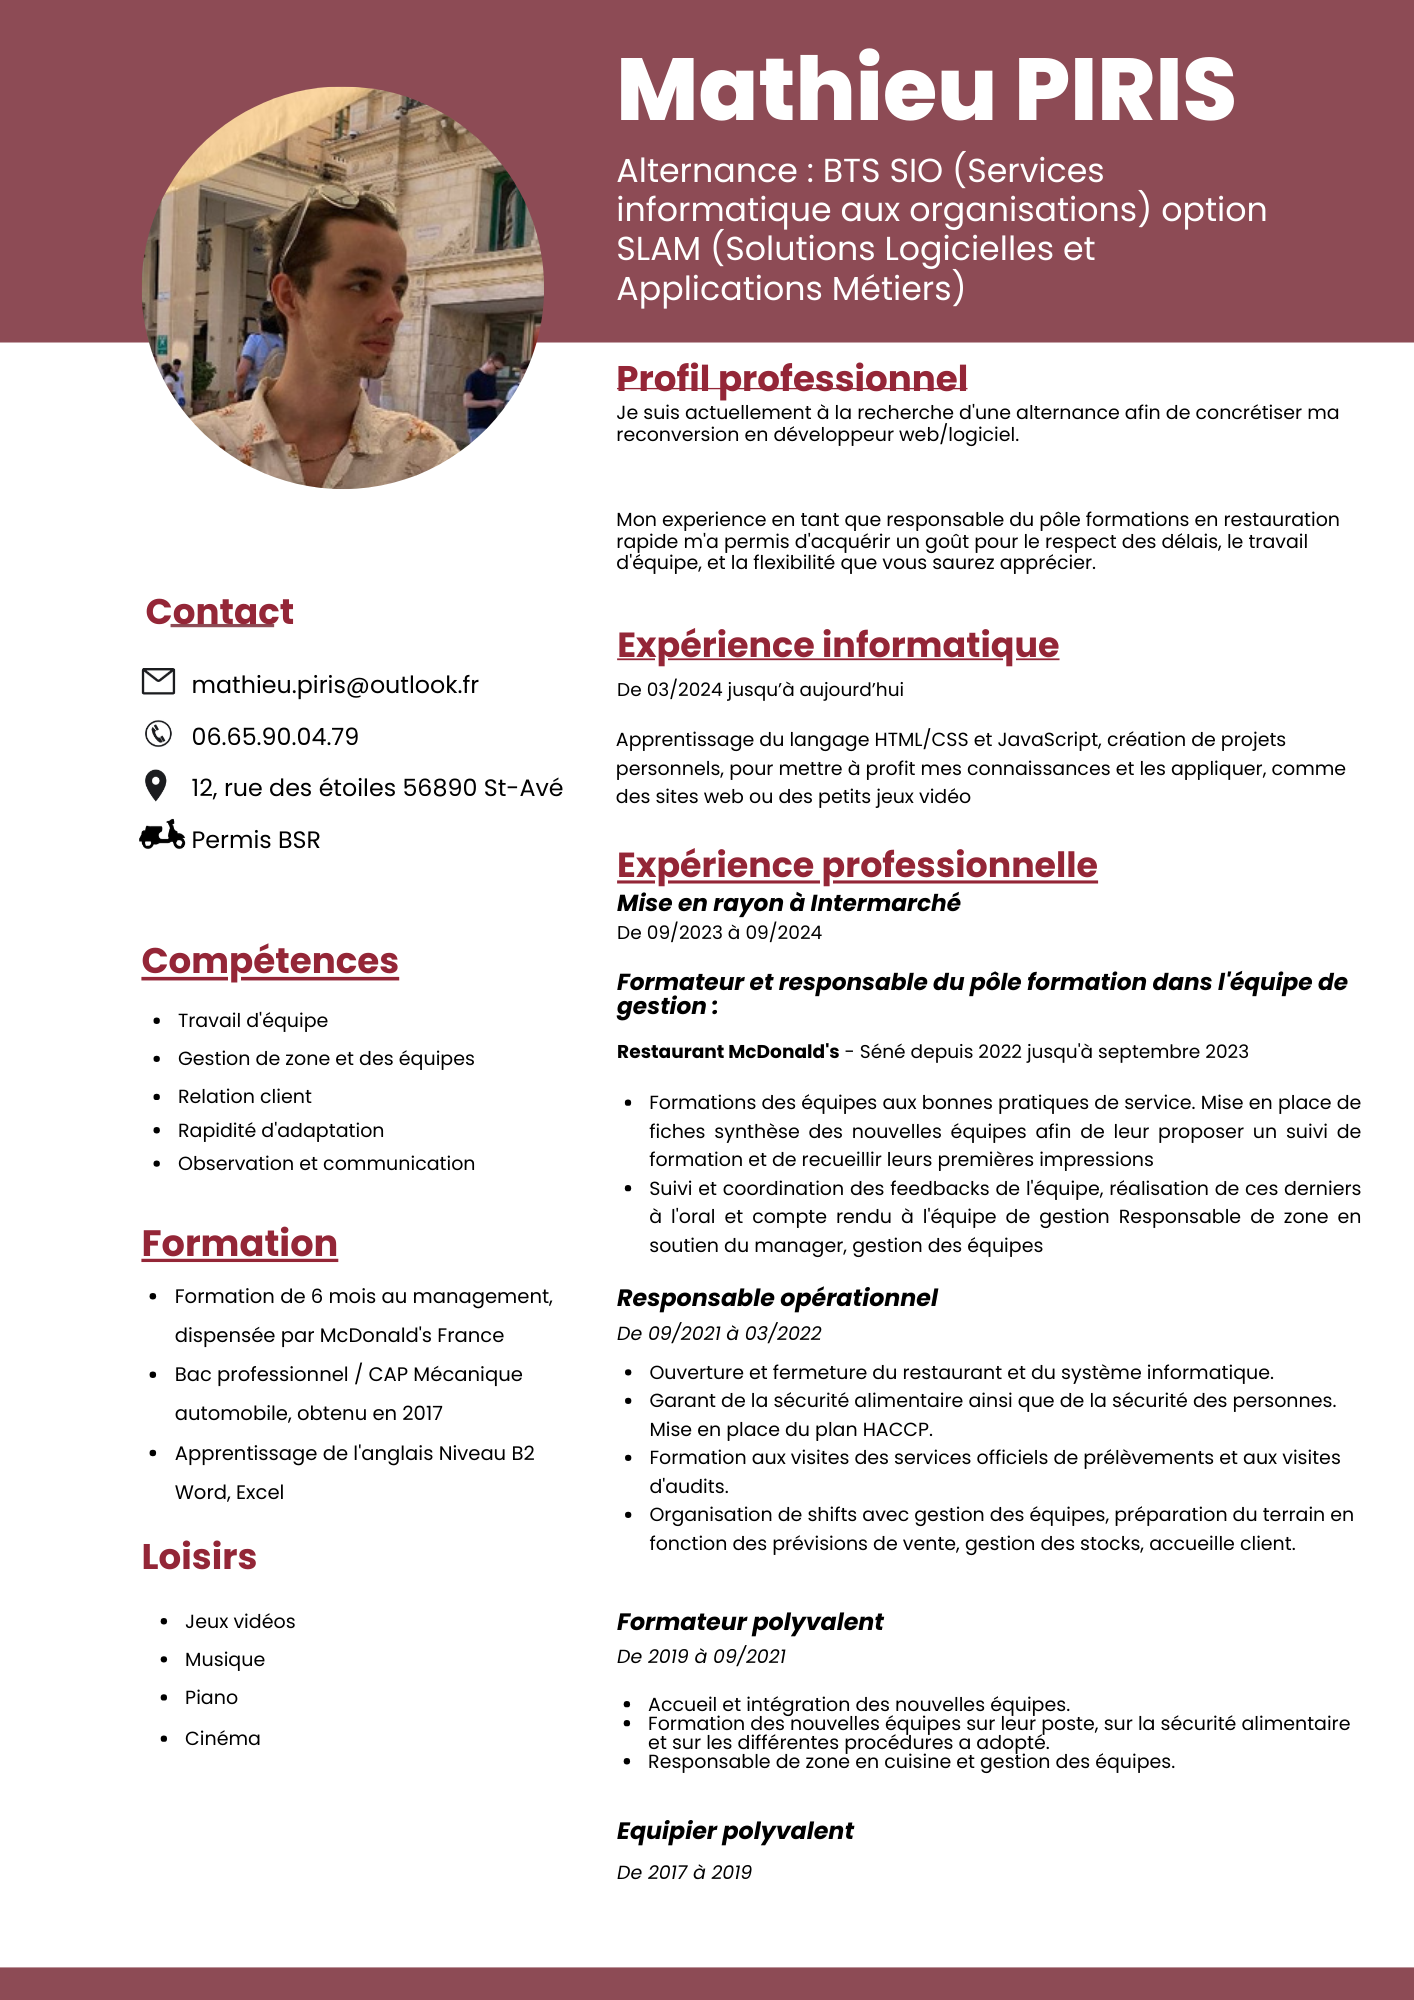 Mathieu PIRIS
Alternance : BTS SIO (Services
informatique aux organisations) option
SLAM (Solutions Logicielles et
Applications Métiers)
Contact
mathieu.piris@outlook.fr
06.65.90.04.79
12, rue des étoiles 56890 St-Avé
Permis BSR
Compétences
• Travail d'équipe
• Gestion de zone et des équipes
• Relation client
• Rapidité d'adaptation
• Observation et communication
Formation
• Formation de 6 mois au management,
dispensée par McDonald's France
• Bac professionnel / CAP Mécanique
automobile, obtenu en 2017
• Apprentissage de l'anglais Niveau B2
Word, Excel
Loisirs
• Jeux vidéos
• Musique
• Piano
• Cinéma
Profil professionnel
Je suis actuellement à la recherche d'une alternance afin de concrétiser ma
reconversion en développeur web/logiciel.
Mon experience en tant que responsable du pôle formations en restauration
rapide m'a permis d'acquérir un goût pour le respect des délais, le travail
d'équipe, et la flexibilité que vous saurez apprécier.
Expérience informatique
De 03/2024 jusqu’à aujourd’hui
Apprentissage du langage HTML/CSS et JavaScript, création de projets
personnels, pour mettre à profit mes connaissances et les appliquer, comme
des sites web ou des petits jeux vidéo
Expérience professionnelle
Mise en rayon à Intermarché
De 09/2023 à 09/2024
Formateur et responsable du pôle formation dans l'équipe de
gestion :
Restaurant McDonald's - Séné depuis 2022 jusqu'à septembre 2023
• Formations des équipes aux bonnes pratiques de service. Mise en place de
fiches synthèse des nouvelles équipes afin de leur proposer un suivi de
formation et de recueillir leurs premières impressions
• Suivi et coordination des feedbacks de l'équipe, réalisation de ces derniers
à l'oral et compte rendu à l'équipe de gestion Responsable de zone en
soutien du manager, gestion des équipes
Responsable opérationnel
De 09/2021 à 03/2022
• Ouverture et fermeture du restaurant et du système informatique.
• Garant de la sécurité alimentaire ainsi que de la sécurité des personnes.
Mise en place du plan HACCP.
• Formation aux visites des services officiels de prélèvements et aux visites
d'audits.
• Organisation de shifts avec gestion des équipes, préparation du terrain en
fonction des prévisions de vente, gestion des stocks, accueille client.
Formateur polyvalent
De 2019 à 09/2021
• Accueil et intégration des nouvelles équipes.
• Formation des nouvelles équipes sur leur poste, sur la sécurité alimentaire
et sur les différentes procédures a adopté.
• Responsable de zone en cuisine et gestion des équipes.
Equipier polyvalent
De 2017 à 2019